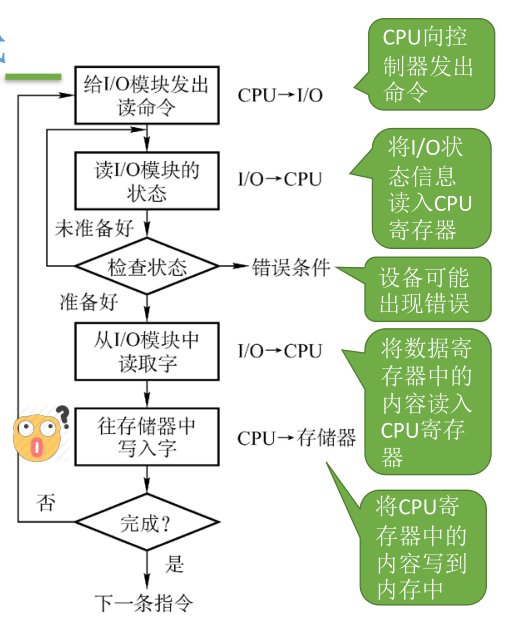 CPU向控
制器发出
命令
给I/O模块发出
读命令
CPU→I/O
将I/O状
态信息
读入CPU
寄存器
读I/O模块的
状态
I/O→CPU
未准备好
检查状态
错误条件
设备可能
出现错误
准备好
从I/O模块中
读取字
I/O→CPU
将数据寄
存器中的
内容读入
CPU寄存
器
往存储器中
写入字
CPU→存储器
否
完成?
将CPU寄
存器中的
内容写到
内存中
是
下一条指令